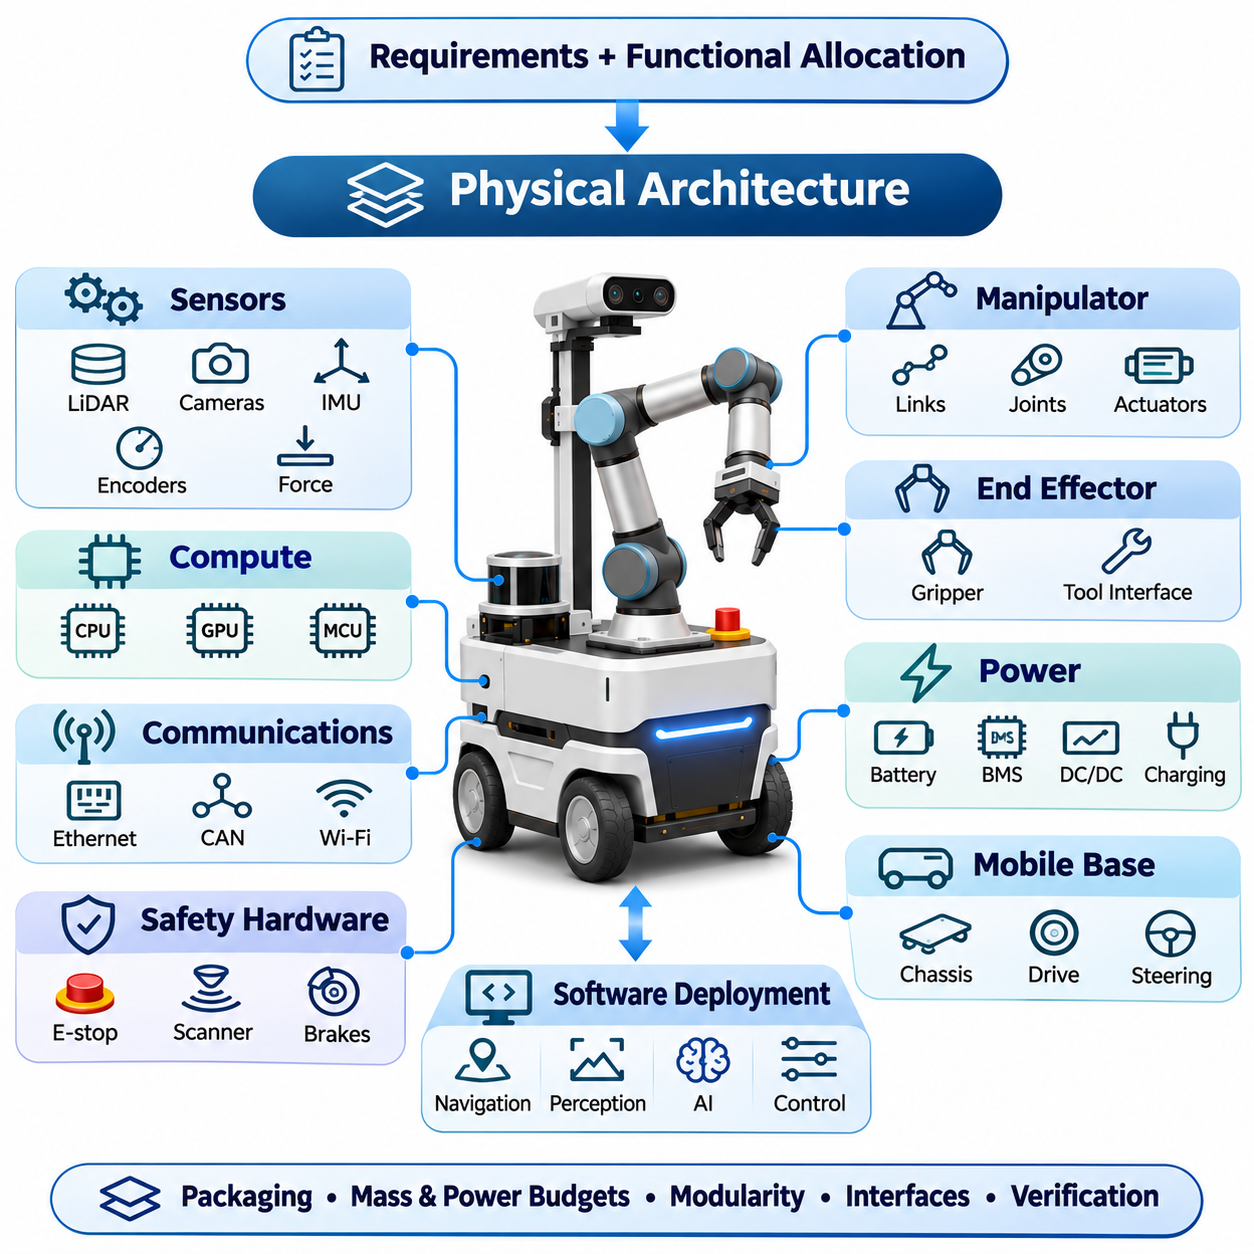 Requirements + Functional Allocation
Physical Architecture
Sensors
LiDAR
Cameras
IMU
Encoders
Force
Compute
CPU
GPU
MCU
Communications
Ethernet
CAN
Wi-Fi
Safety Hardware
E-stop
Scanner
Brakes
Manipulator
Links
Joints
Actuators
End Effector
Gripper
Tool Interface
Power
BMS
Battery
BMS
DC/DC
Charging
Mobile Base
Chassis
Drive
Steering
Software Deployment
Navigation
Perception
AI
Control
Packaging • Mass & Power Budgets • Modularity • Interfaces • Verification